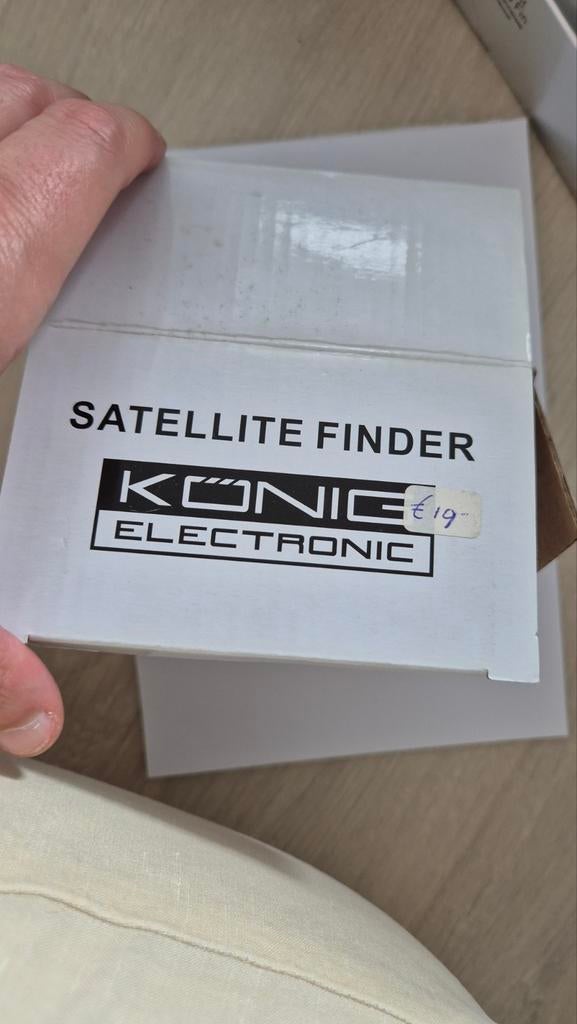 SATELLITE FINDER
KÖNIG
€ 19-
ELECTRONIC